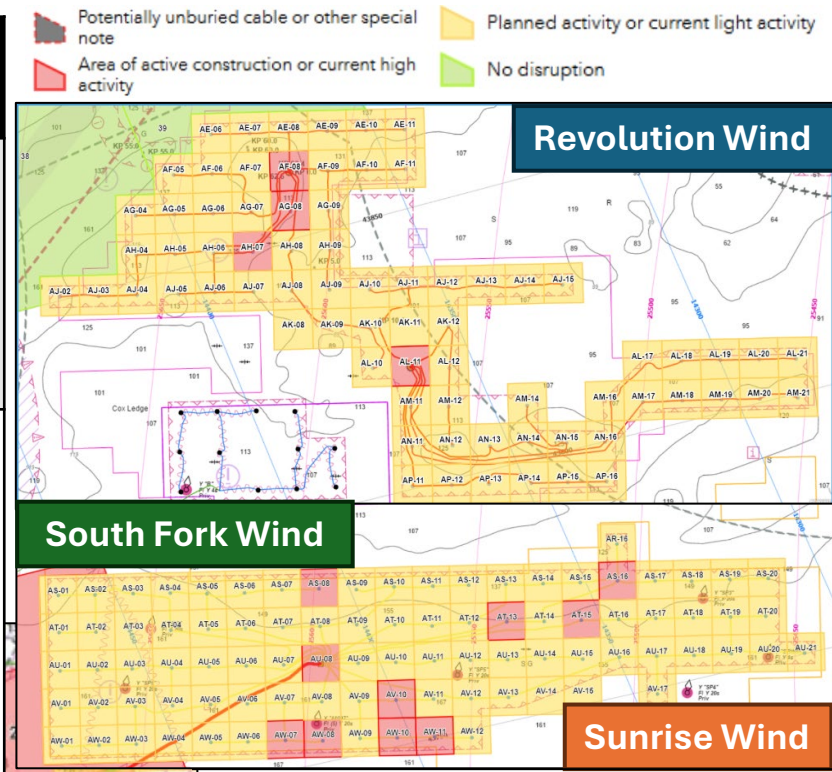 Potentially unburied cable or other special
note
Planned activity or current light activity
Area of active construction or current high
activity
No disruption
Revolution Wind
AE-06 AE-07 AE-08 AE-09 AE-10 AE-11
AF-05 AF-06 AF-07 AF-08 AF-09 AF-10 AF-11
AG-04 AG-05 AG-06 AG-07 AG-08 AG-09
AH-04 AH-05 AH-06 AH-07 AH-08 AH-09
AJ-02 AJ-03 AJ-04 AJ-05 AJ-06 AJ-07 AJ-08 AJ-09 AJ-10 AJ-11 AJ-12 AJ-13 AJ-14 AJ-15
AK-08 AK-09 AK-10 AK-11 AK-12
AL-10 AL-11 AL-12 AL-17 AL-18 AL-19 AL-20 AL-21
AM-11 AM-12 AM-14 AM-16 AM-17 AM-18 AM-19 AM-20 AM-21
Cox Ledge
AN-11 AN-12 AN-13 AN-14 AN-15 AN-16
AP-11 AP-12 AP-13 AP-14 AP-15 AP-16
South Fork Wind
AR-16
AS-01 AS-02 AS-03 AS-04 AS-05 AS-06 AS-07 AS-08 AS-09 AS-10 AS-11 AS-12 AS-13 AS-14 AS-15 AS-16 AS-17 AS-18 AS-19 AS-20
AT-01 AT-02 AT-03 AT-04 AT-05 AT-06 AT-07 AT-08 AT-09 AT-10 AT-11 AT-12 AT-13 AT-14 AT-15 AT-16 AT-17 AT-18 AT-19 AT-20
AU-01 AU-02 AU-03 AU-04 AU-05 AU-06 AU-07 AU-08 AU-09 AU-10 AU-11 AU-12 AU-13 AU-14 AU-15 AU-16 AU-17 AU-18 AU-19 AU-20 AU-21
AV-01 AV-02 AV-03 AV-04 AV-05 AV-06 AV-07 AV-08 AV-09 AV-10 AV-11 AV-12 AV-13 AV-14 AV-15 AV-17
AW-01 AW-02 AW-03 AW-04 AW-05 AW-06 AW-07 AW-08 AW-09 AW-10 AW-11 AW-12
Sunrise Wind